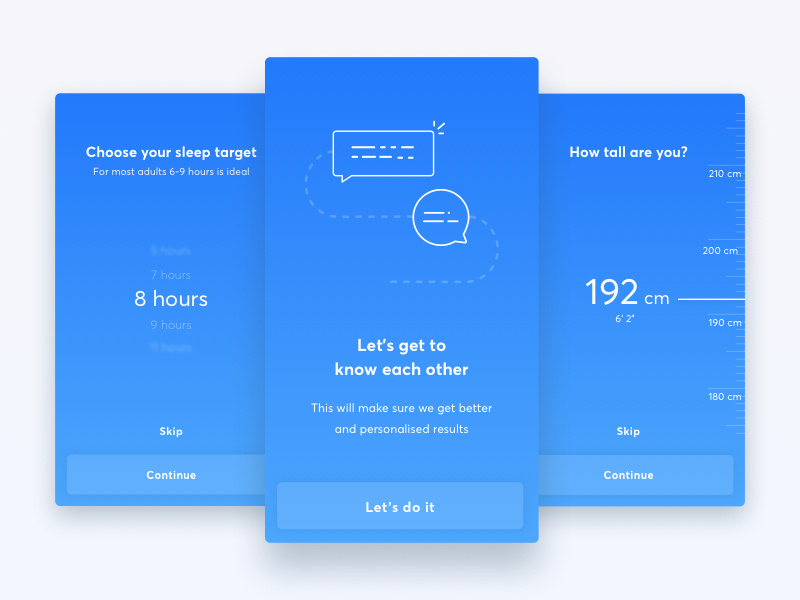 Choose your sleep target
For most adults 6-9 hours is ideal
7 hours
8 hours
9 hours
Skip
Continue
Let's get to
know each other
This will make sure we get better
and personalised results
Let's do it
How tall are you?
210 cm
200 cm
192 cm
6' 2"
190 cm
180 cm
Skip
Continue